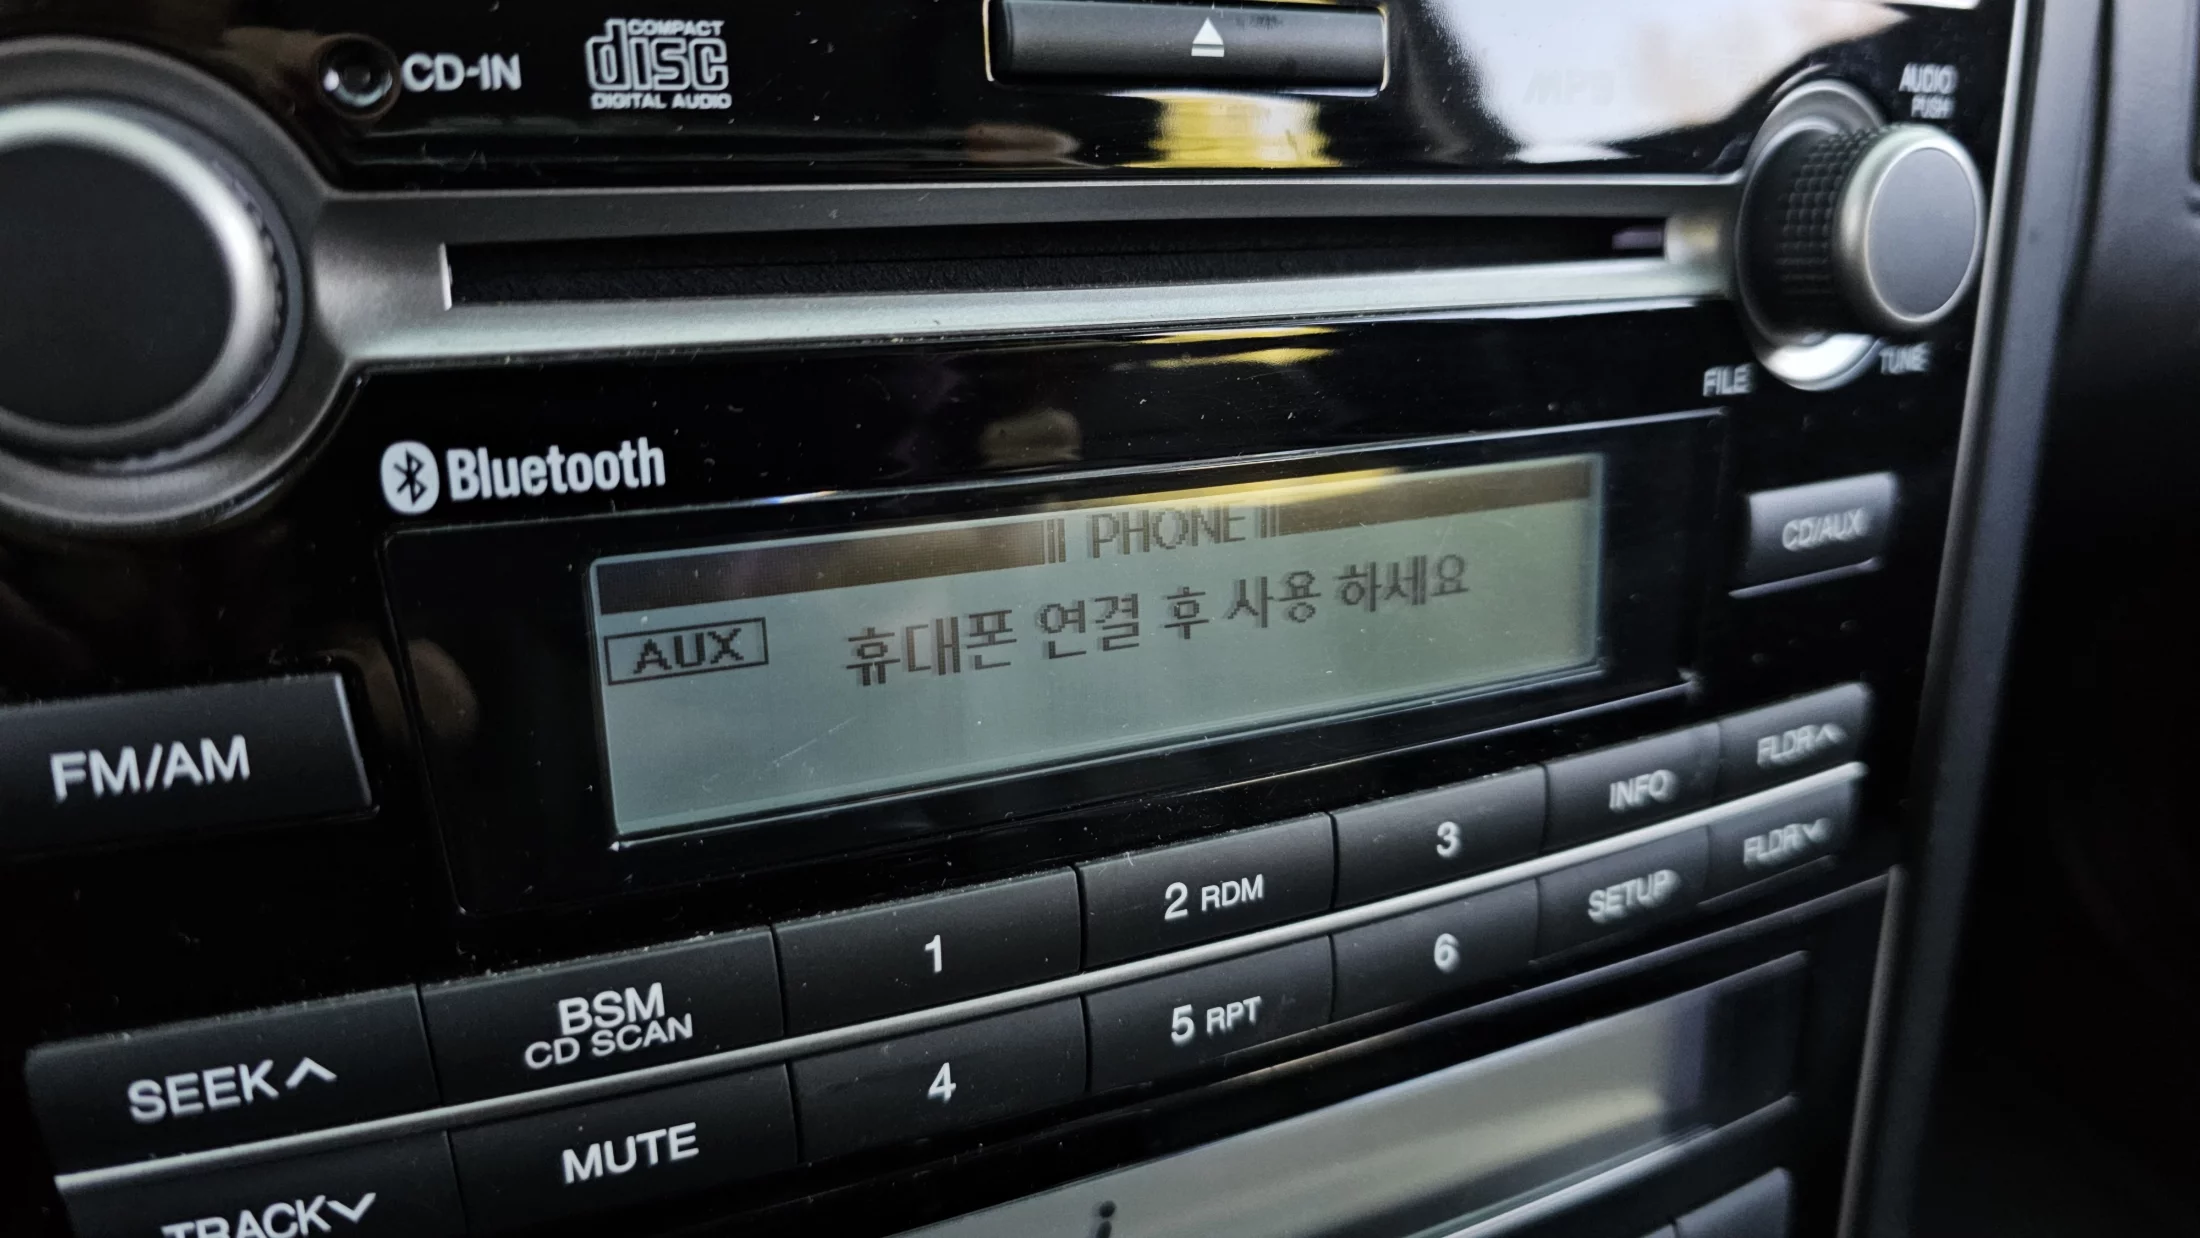 CD-IN
COMPACT
disc
DIGITAL AUDIO
AUDIO
PUSH
FILE
TUNE
Bluetooth
PHONE
AUX
휴대폰 연결 후 사용 하세요
CD/AUX
FM/AM
SEEK
BSM
CD SCAN
1
2 RDM
3
INFO
FLDR
TRACK
MUTE
4
5 RPT
6
SETUP
FLDR